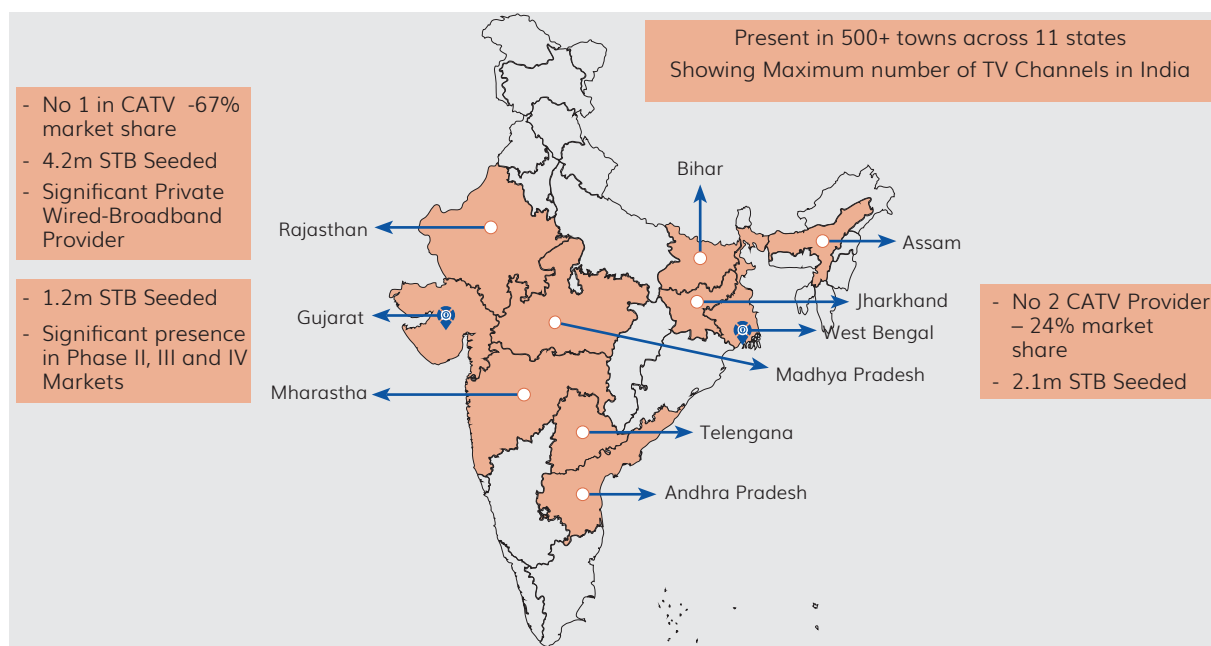 Present in 500+ towns across 11 states
Showing Maximum number of TV Channels in India
- No 1 in CATV -67%
market share
- 4.2m STB Seeded
- Significant Private
Wired-Broadband
Provider
- 1.2m STB Seeded
- Significant presence
in Phase II, III and IV
Markets
Bihar
Rajasthan
Assam
Jharkhand
Gujarat
West Bengal
Madhya Pradesh
Mharastha
Telengana
Andhra Pradesh
- No 2 CATV Provider
– 24% market
share
- 2.1m STB Seeded